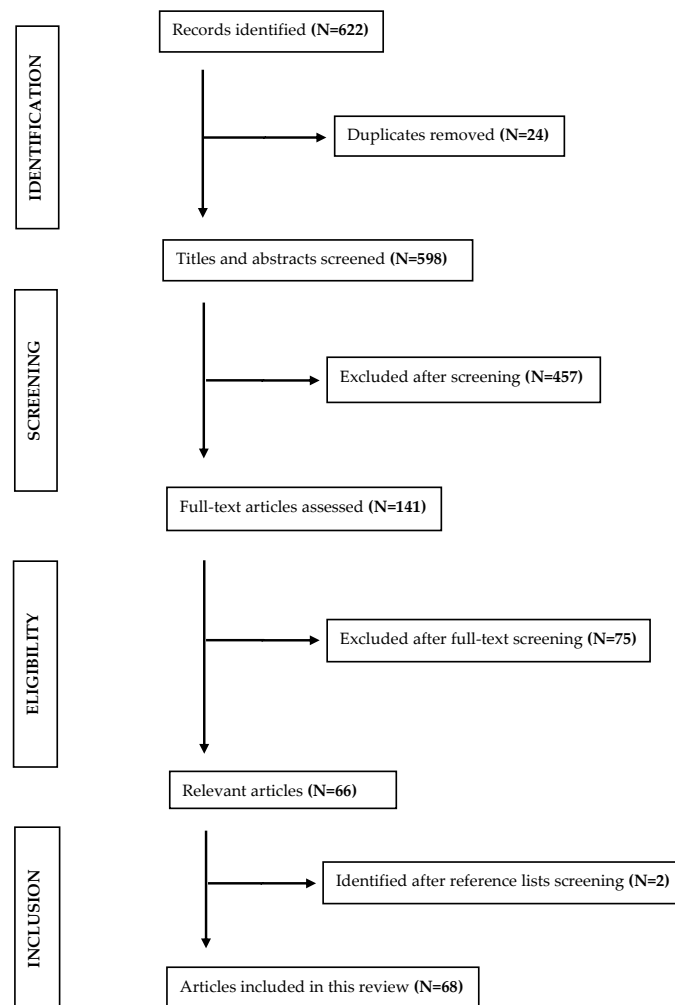 Records identified (N=622)
IDENTIFICATION
Duplicates removed (N=24)
Titles and abstracts screened (N=598)
SCREENING
Excluded after screening (N=457)
Full-text articles assessed (N=141)
ELIGIBILITY
Excluded after full-text screening (N=75)
Relevant articles (N=66)
INCLUSION
Identified after reference lists screening (N=2)
Articles included in this review (N=68)